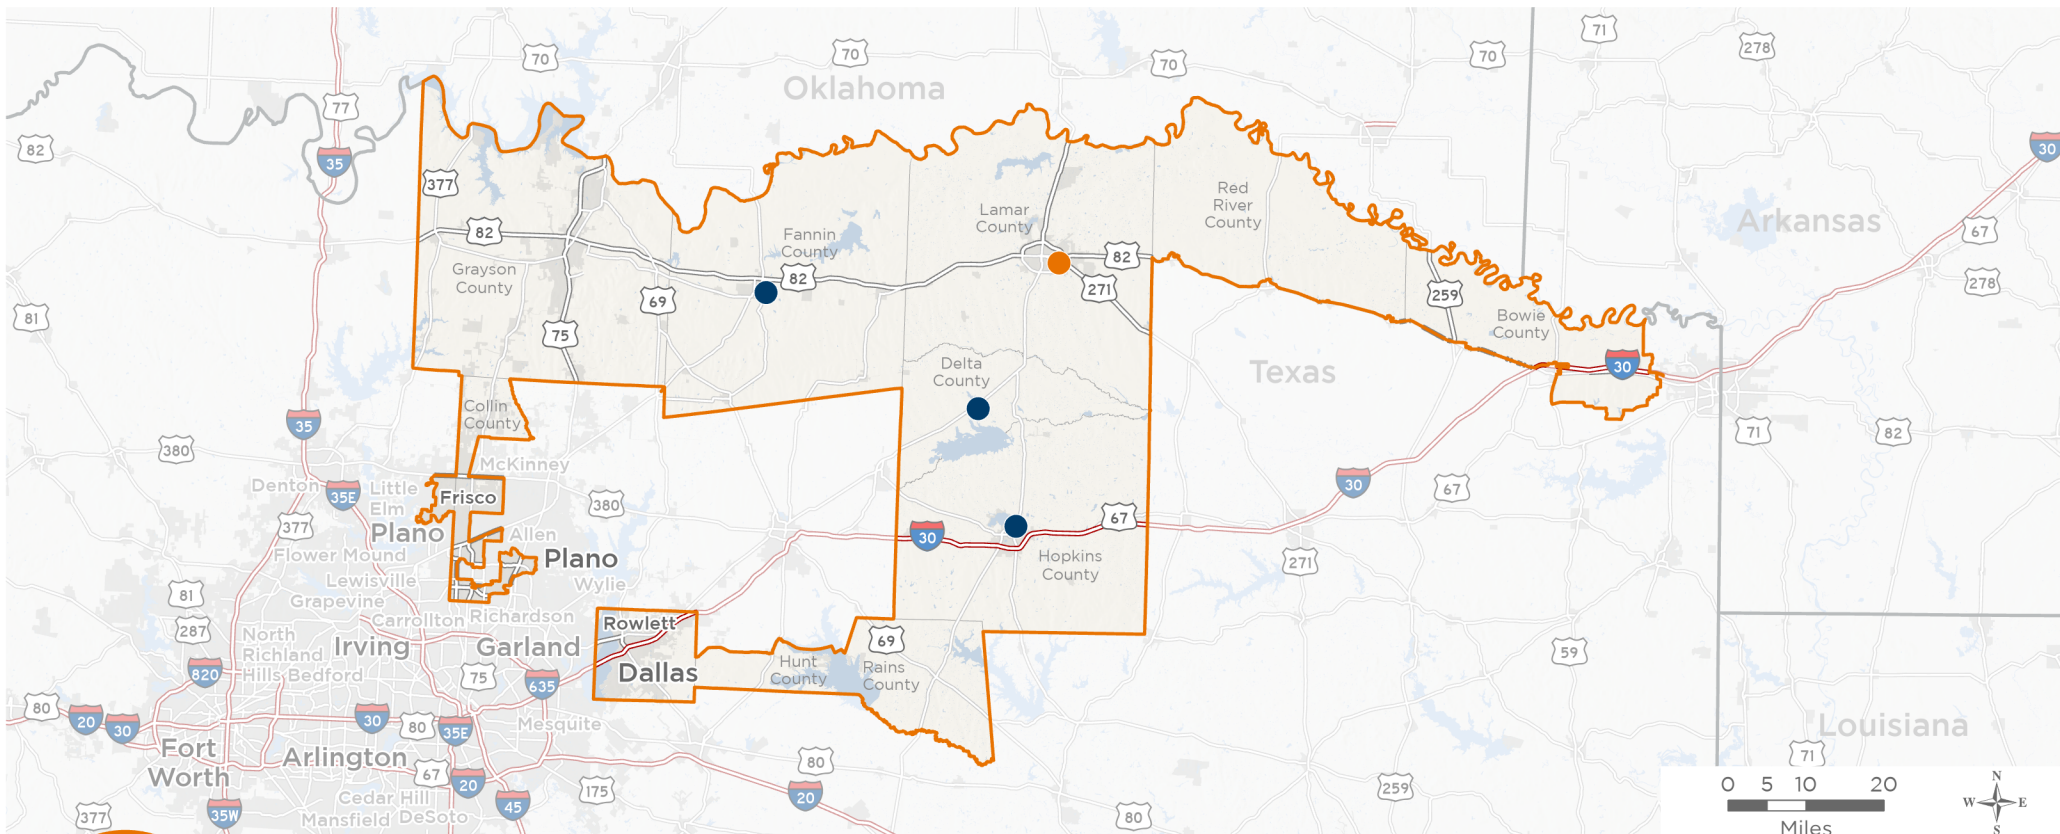 71
278
70
70
70
70
77
Oklahoma
82
35
30
377
Red
River
County
Lamar
County
Arkansas
82
Fannin
County
67
82
82
Grayson
County
271
278
69
259
81
Bowie
County
75
Delta
County
Texas
30
Collin
County
35
71
82
380
McKinney
30
67
Denton
35E
Little
Elm
Frisco
380
67
377
Plano
Allen
30
Flower Mound
Plano
Hopkins
County
271
Lewisville
Wylie
81
Grapevine
Carrollton
Richardson
287
Rowlett
North
Richland
Hills
Bedford
Irving
Garland
69
59
820
75
635
Dallas
Hunt
County
Rains
County
80
20
30
30
80
35E
Mesquite
Louisiana
Fort
Worth
Arlington
67
20
80
71
175
20
259
Cedar Hill
Mansfield
DeSoto
45
35W
377
80
0 5 10 20
Miles
N
W
E
S